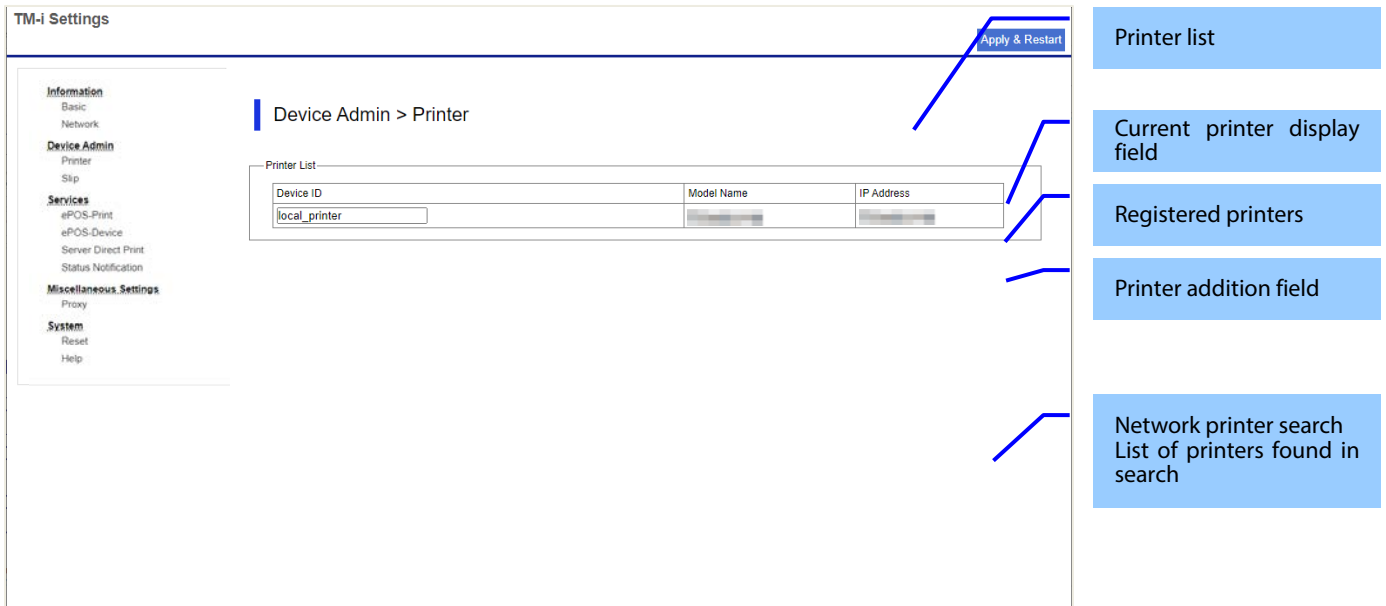 TM-i Settings
Apply & Restart
Information
Basic
Network
Device Admin
Printer
Slip
Services
ePOS-Print
ePOS-Device
Server Direct Print
Status Notification
Miscellaneous Settings
Proxy
System
Reset
Help
Device Admin > Printer
Printer List
Device ID Model Name IP Address
local_printer
Printer list
Current printer display
field
Registered printers
Printer addition field
Network printer search
List of printers found in
search